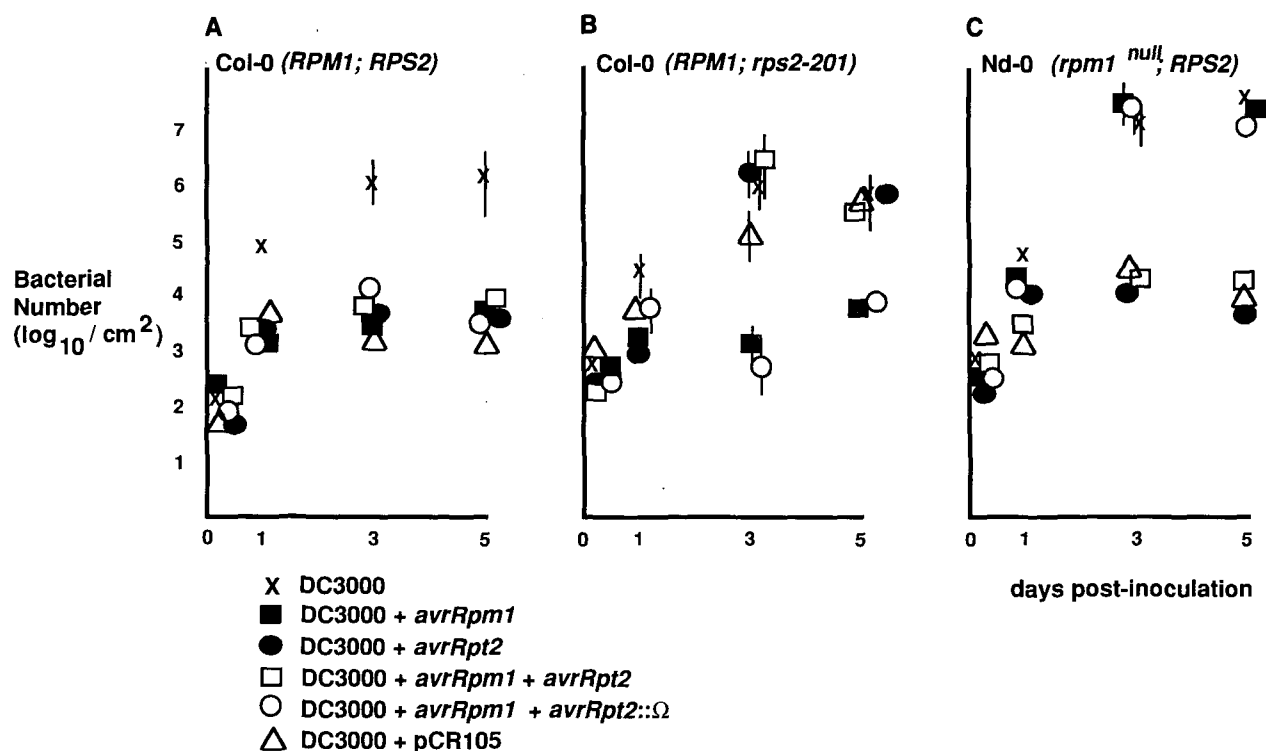 A
B
C
Col-0 (RPM1; RPS2)
Col-0 (RPM1; rps2-201)
Nd-0 (rpm1 null; RPS2)
7
6
5
4
3
2
1
Bacterial
Number
(log10 / cm2)
0 1 3 5
0 1 3 5
0 1 3 5
days post-inoculation
X DC3000
DC3000 + avrRpm1
DC3000 + avrRpt2
DC3000 + avrRpm1 + avrRpt2
DC3000 + avrRpm1 + avrRpt2::Ω
DC3000 + pCR105